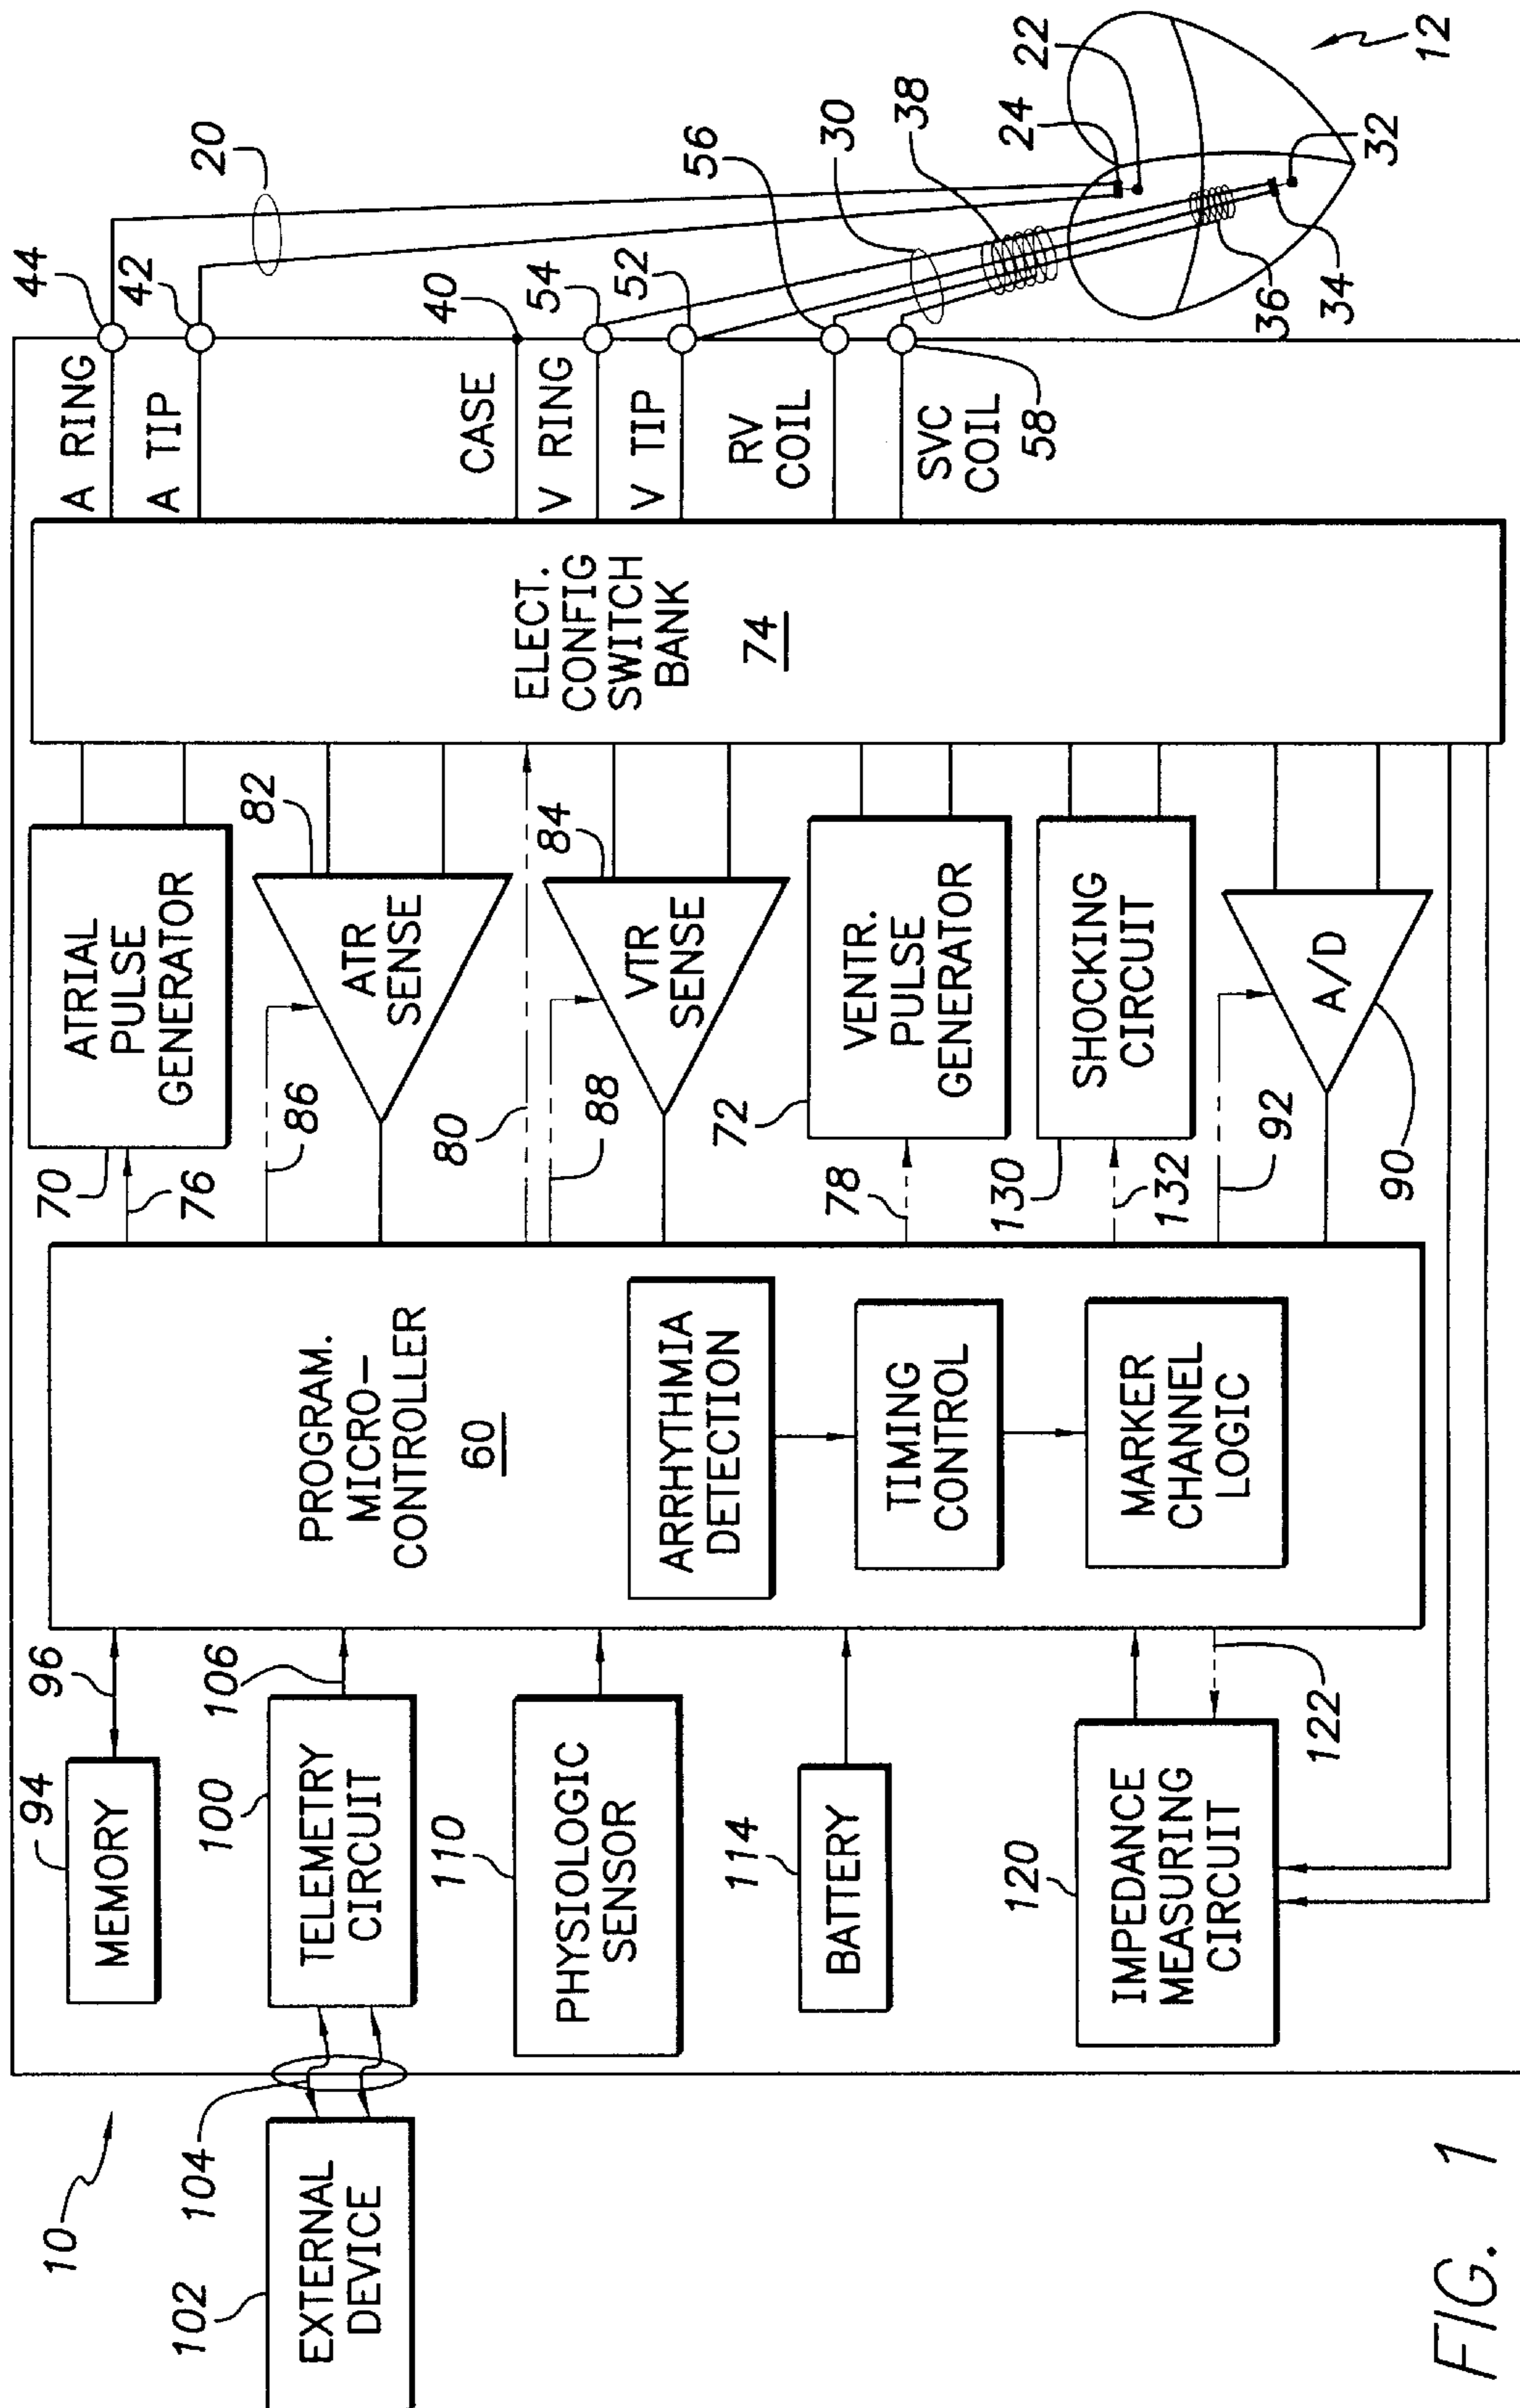 10
102
EXTERNAL
DEVICE
104
94
MEMORY
96
100
TELEMETRY
CIRCUIT
106
110
PHYSIOLOGIC
SENSOR
114
BATTERY
120
IMPEDANCE
MEASURING
CIRCUIT
122
PROGRAM.
MICRO-
CONTROLLER
60
ARRHYTHMIA
DETECTION
TIMING
CONTROL
MARKER
CHANNEL
LOGIC
70
76
ATRIAL
PULSE
GENERATOR
86
ATR
SENSE
82
80
88
VTR
SENSE
84
72
78
VENTR.
PULSE
GENERATOR
130
132
SHOCKING
CIRCUIT
92
A/D
90
ELECT.
CONFIG
SWITCH
BANK
74
A RING
A TIP
CASE
V RING
V TIP
RV
COIL
SVC
COIL
44
42
40
54
52
56
58
20
30
38
24
22
36
34
32
12
FIG. 1